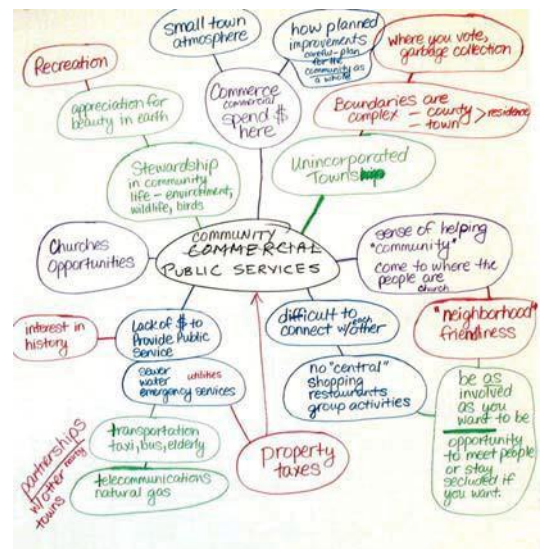 small town
atmosphere
how planned
improvements
careful-plan
for the
community as
a whole
where you vote,
garbage collection
Recreation
Commerce
commercial
spend $
here
appreciation for
beauty in earth
Boundaries are
complex - county > residence
- town
Stewardship
in community
life - environment,
wildlife, birds
Unincorporated
Township
Churches
Opportunities
COMMUNITY
COMMERCIAL
PUBLIC SERVICES
sense of helping
"community"
come to where the
people are
church
interest in
history
Lack of $ to
Provide Public
Service
difficult to
connect w/each other
"neighborhood"
friendliness
sewer utilities
water
emergency services
no "central"
shopping
restaurants
group activities
be as
involved
as you
want to be
opportunity
to meet people
or stay
secluded if
you want.
transportation
taxi, bus, elderly
property
taxes
telecommunications
natural gas
partnerships
w/other nearby
towns